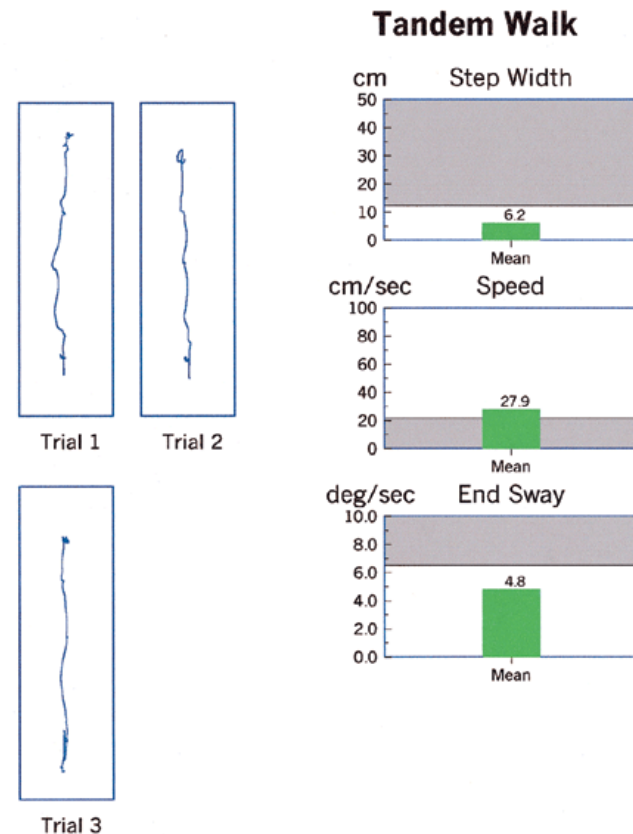 Tandem Walk
cm Step Width
50
40
30
20
10
0
6.2
Mean
cm/sec Speed
100
80
60
40
20
0
27.9
Mean
deg/sec End Sway
10.0
8.0
6.0
4.0
2.0
0.0
4.8
Mean
Trial 1 Trial 2
Trial 3